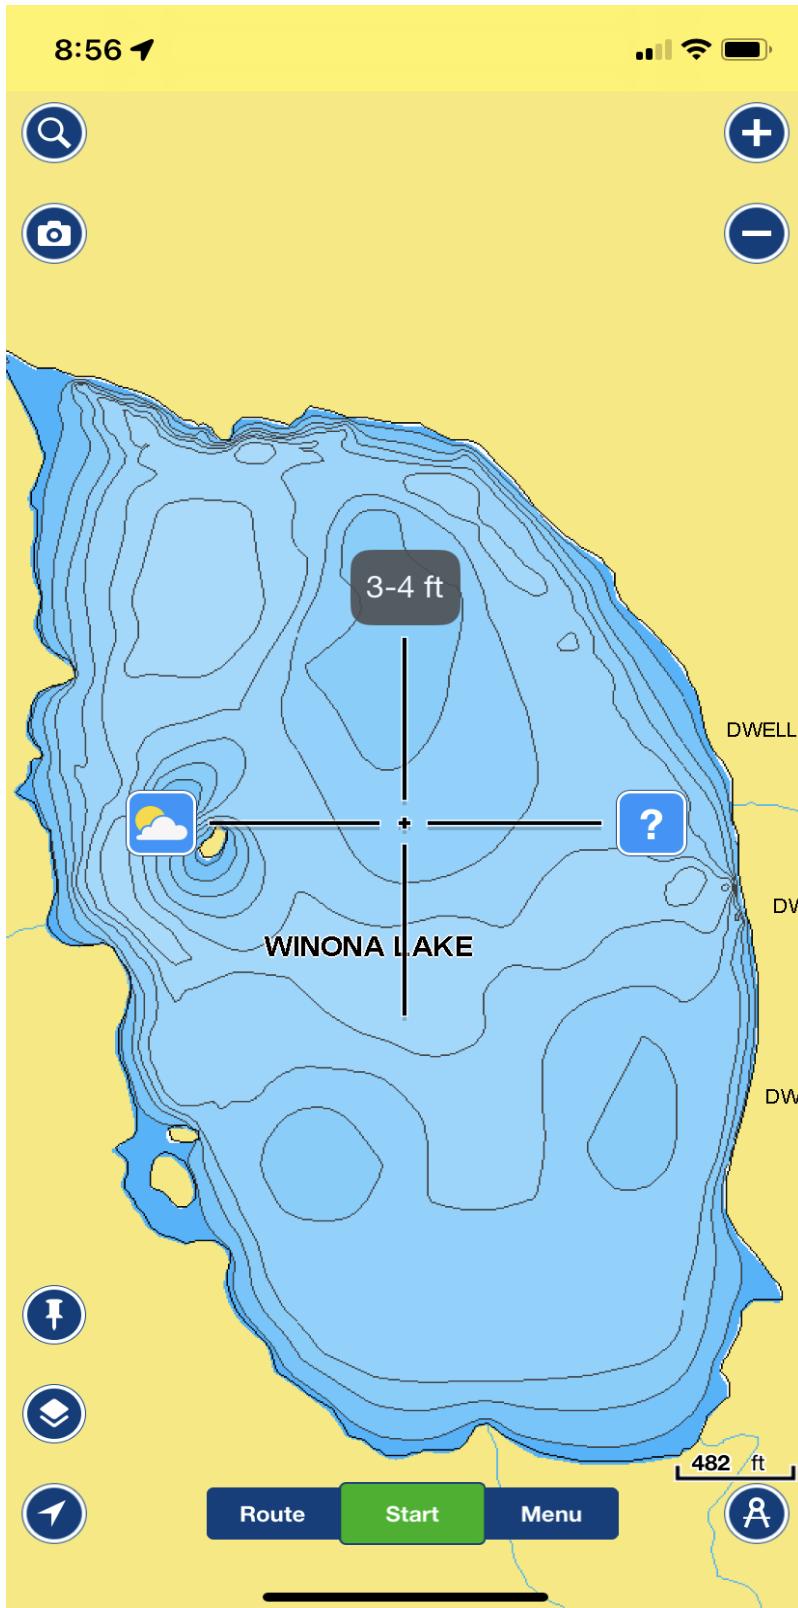 8:56
3-4 ft
DWELL
?
DW
WINONA LAKE
DW
482 ft
Route Start Menu